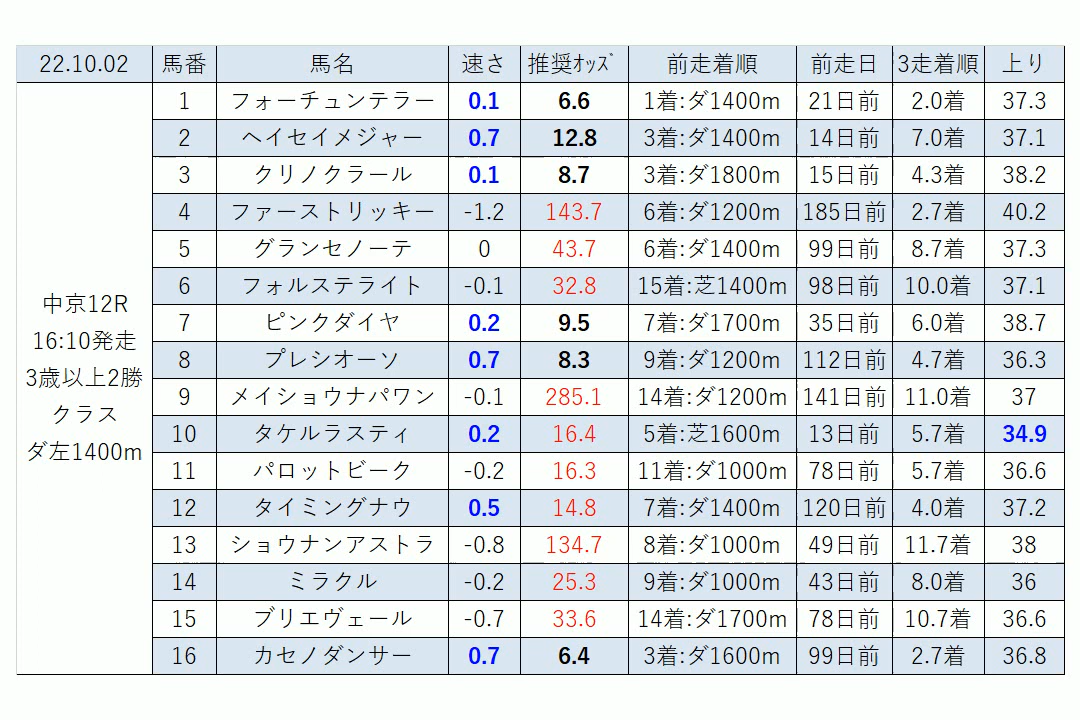 22.10.02 馬番 馬名 速さ 推奨ｵｯｽﾞ 前走着順 前走日 3走着順 上り
1 フォーチュンテラー 0.1 6.6 1着:ダ1400m 21日前 2.0着 37.3
2 ヘイセイメジャー 0.7 12.8 3着:ダ1400m 14日前 7.0着 37.1
3 クリノクラール 0.1 8.7 3着:ダ1800m 15日前 4.3着 38.2
4 ファーストリッキー -1.2 143.7 6着:ダ1200m 185日前 2.7着 40.2
5 グランセノーテ 0 43.7 6着:ダ1400m 99日前 8.7着 37.3
6 フォルステライト -0.1 32.8 15着:芝1400m 98日前 10.0着 37.1
7 ピンクダイヤ 0.2 9.5 7着:ダ1700m 35日前 6.0着 38.7
8 プレシオーソ 0.7 8.3 9着:ダ1200m 112日前 4.7着 36.3
9 メイショウナパワン -0.1 285.1 14着:ダ1200m 141日前 11.0着 37
10 タケルラスティ 0.2 16.4 5着:芝1600m 13日前 5.7着 34.9
11 パロットビーク -0.2 16.3 11着:ダ1000m 78日前 5.7着 36.6
12 タイミングナウ 0.5 14.8 7着:ダ1400m 120日前 4.0着 37.2
13 ショウナンアストラ -0.8 134.7 8着:ダ1000m 49日前 11.7着 38
14 ミラクル -0.2 25.3 9着:ダ1000m 43日前 8.0着 36
15 ブリエヴェール -0.7 33.6 14着:ダ1700m 78日前 10.7着 36.6
16 カセノダンサー 0.7 6.4 3着:ダ1600m 99日前 2.7着 36.8
中京12R
16:10発走
3歳以上2勝
クラス
ダ左1400m